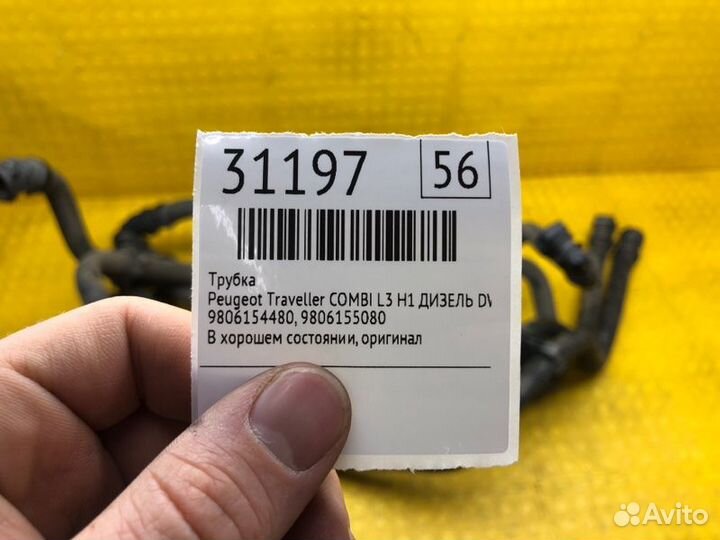 31197 56
Трубка
Peugeot Traveller COMBI L3 H1 ДИЗЕЛЬ
9806154480, 9806155080
В хорошем состоянии, оригинал
Avito